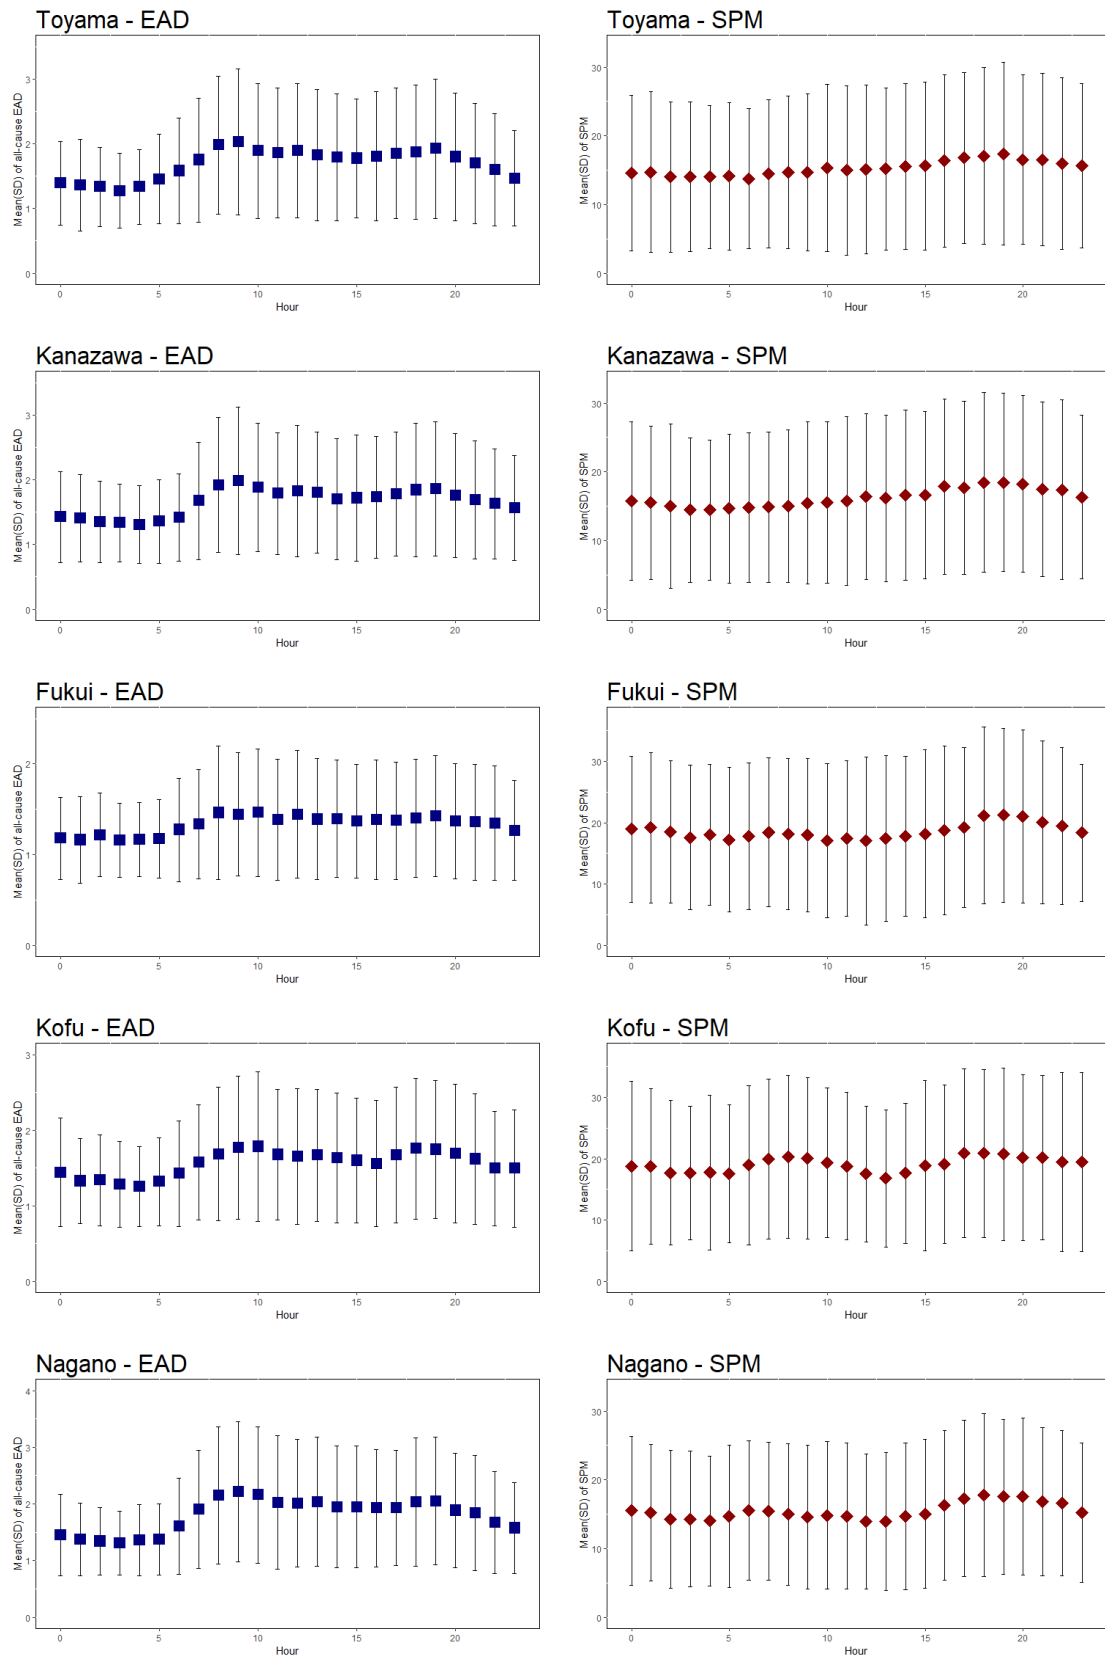 Toyama - EAD
Mean(SD) of all-cause EAD
3
2
1
0
0 5 10 15 20
Hour
Toyama - SPM
Mean(SD) of SPM
30
20
10
0
0 5 10 15 20
Hour
Kanazawa - EAD
Mean(SD) of all-cause EAD
3
2
1
0
0 5 10 15 20
Hour
Kanazawa - SPM
Mean(SD) of SPM
30
20
10
0
0 5 10 15 20
Hour
Fukui - EAD
Mean(SD) of all-cause EAD
2
1
0
0 5 10 15 20
Hour
Fukui - SPM
Mean(SD) of SPM
30
20
10
0
0 5 10 15 20
Hour
Kofu - EAD
Mean(SD) of all-cause EAD
3
2
1
0
0 5 10 15 20
Hour
Kofu - SPM
Mean(SD) of SPM
30
20
10
0
0 5 10 15 20
Hour
Nagano - EAD
Mean(SD) of all-cause EAD
4
3
2
1
0
0 5 10 15 20
Hour
Nagano - SPM
Mean(SD) of SPM
30
20
10
0
0 5 10 15 20
Hour